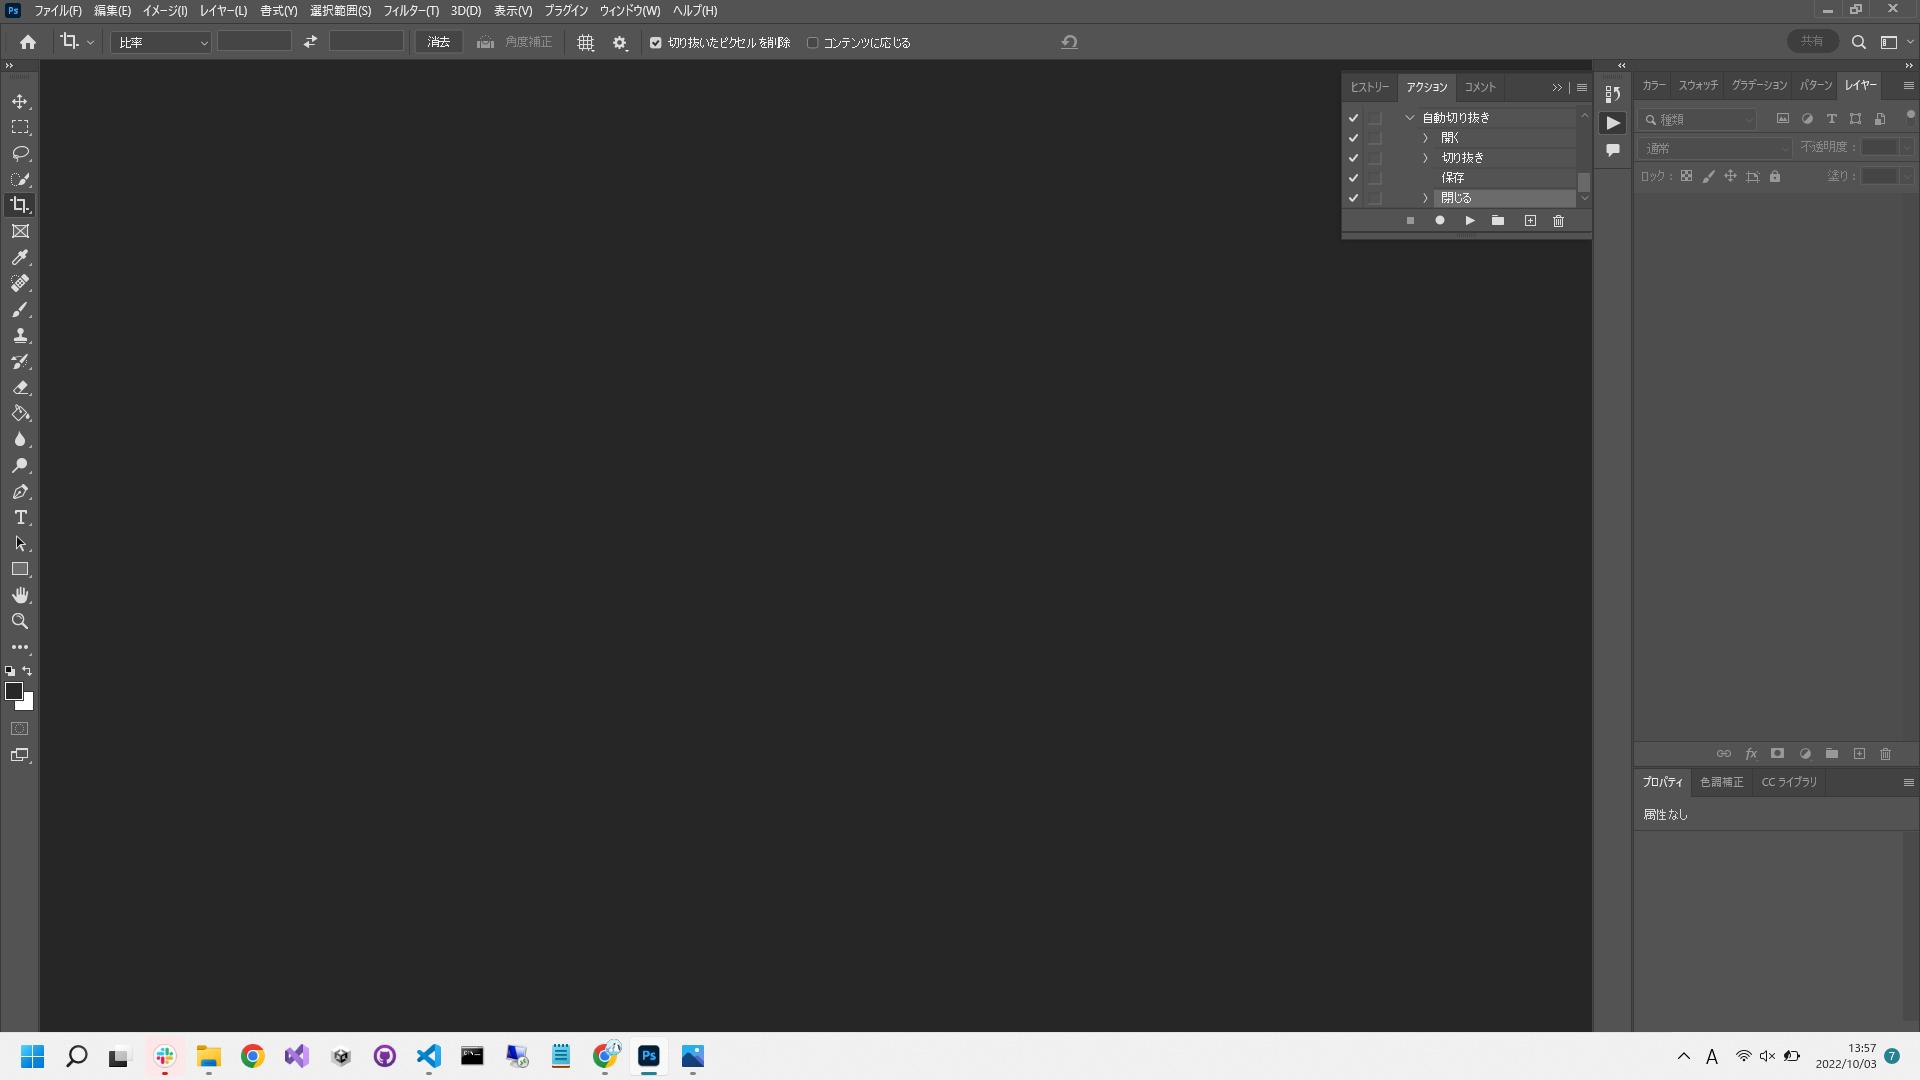 Ps ファイル(F) 編集(E) イメージ(I) レイヤー(L) 書式(Y) 選択範囲(S) フィルター(T) 3D(D) 表示(V) プラグイン ウィンドウ(W) ヘルプ(H)
比率 消去 角度補正 切り抜いたピクセルを削除 コンテンツに応じる 共有
ヒストリー アクション コメント
自動切り抜き
開く
切り抜き
保存
閉じる
カラー スウォッチ グラデーション パターン レイヤー
種類
通常 不透明度:
ロック: 塗り:
fx
プロパティ 色調補正 CC ライブラリ
属性なし
Ps
A
13:57
2022/10/03
7